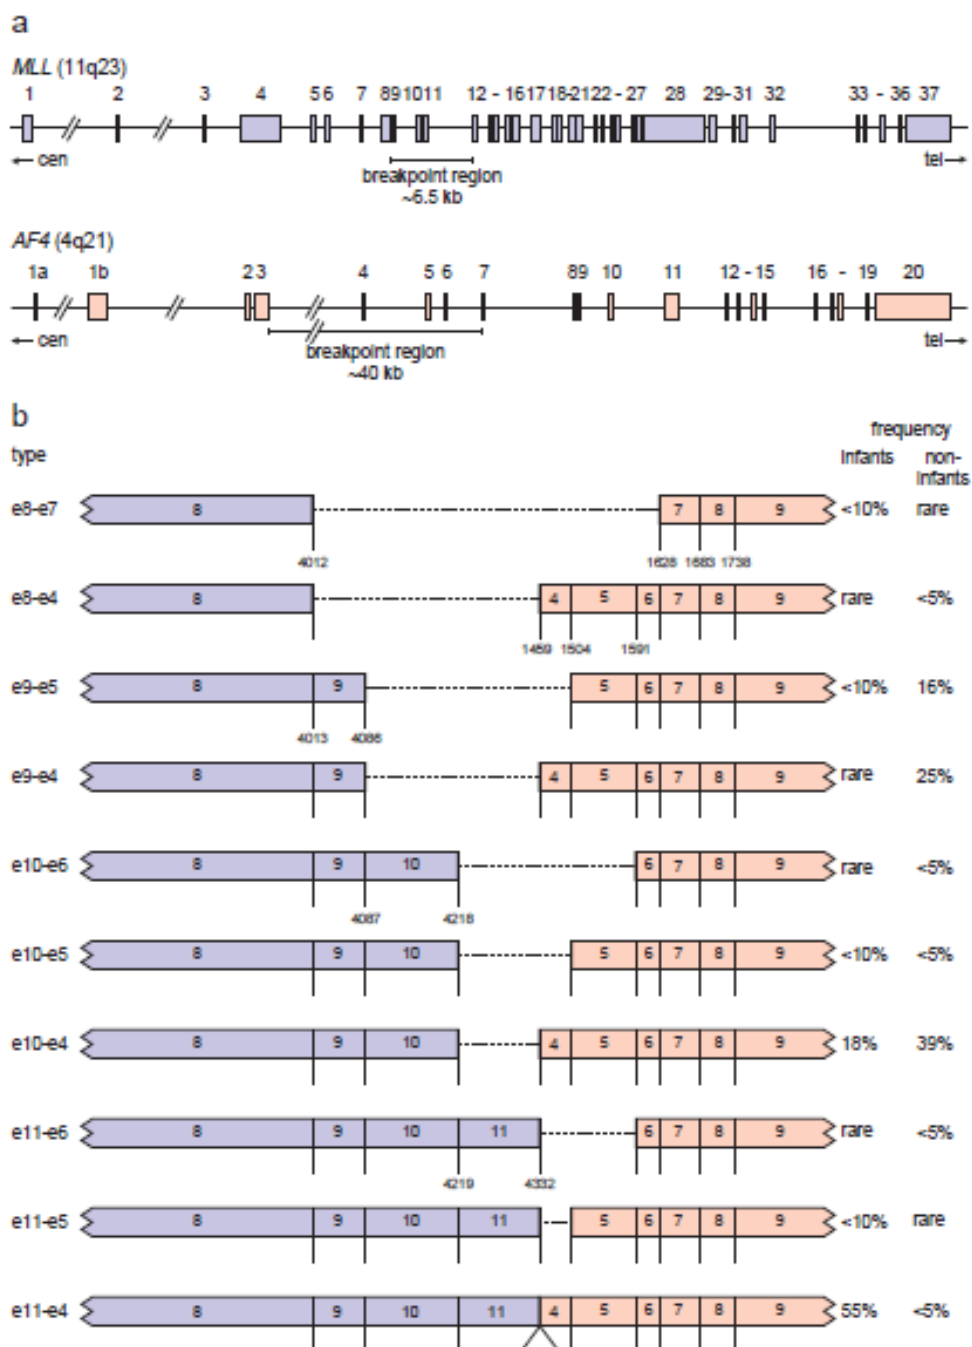 a
MLL (11q23)
1 2 3 4 5 6 7 8 9 10 11 12 - 16 17 18-21 22 - 27 28 29-31 32 33 - 36 37
←cen tel→
breakpoint region
~6.5 kb
AF4 (4q21)
1a 1b 2 3 4 5 6 7 8 9 10 11 12 - 15 16 - 19 20
←cen tel→
breakpoint region
~40 kb
b
frequency
type infants non-
infants
e8-e7 8 7 8 9 <10% rare
4012 1628 1683 1738
e8-e4 8 4 5 6 7 8 9 rare <5%
1459 1504 1591
e9-e5 8 9 5 6 7 8 9 <10% 16%
4013 4086
e9-e4 8 9 4 5 6 7 8 9 rare 25%
e10-e6 8 9 10 6 7 8 9 rare <5%
4087 4218
e10-e5 8 9 10 5 6 7 8 9 <10% <5%
e10-e4 8 9 10 4 5 6 7 8 9 18% 39%
e11-e6 8 9 10 11 6 7 8 9 rare <5%
4219 4332
e11-e5 8 9 10 11 5 6 7 8 9 <10% rare
e11-e4 8 9 10 11 4 5 6 7 8 9 55% <5%